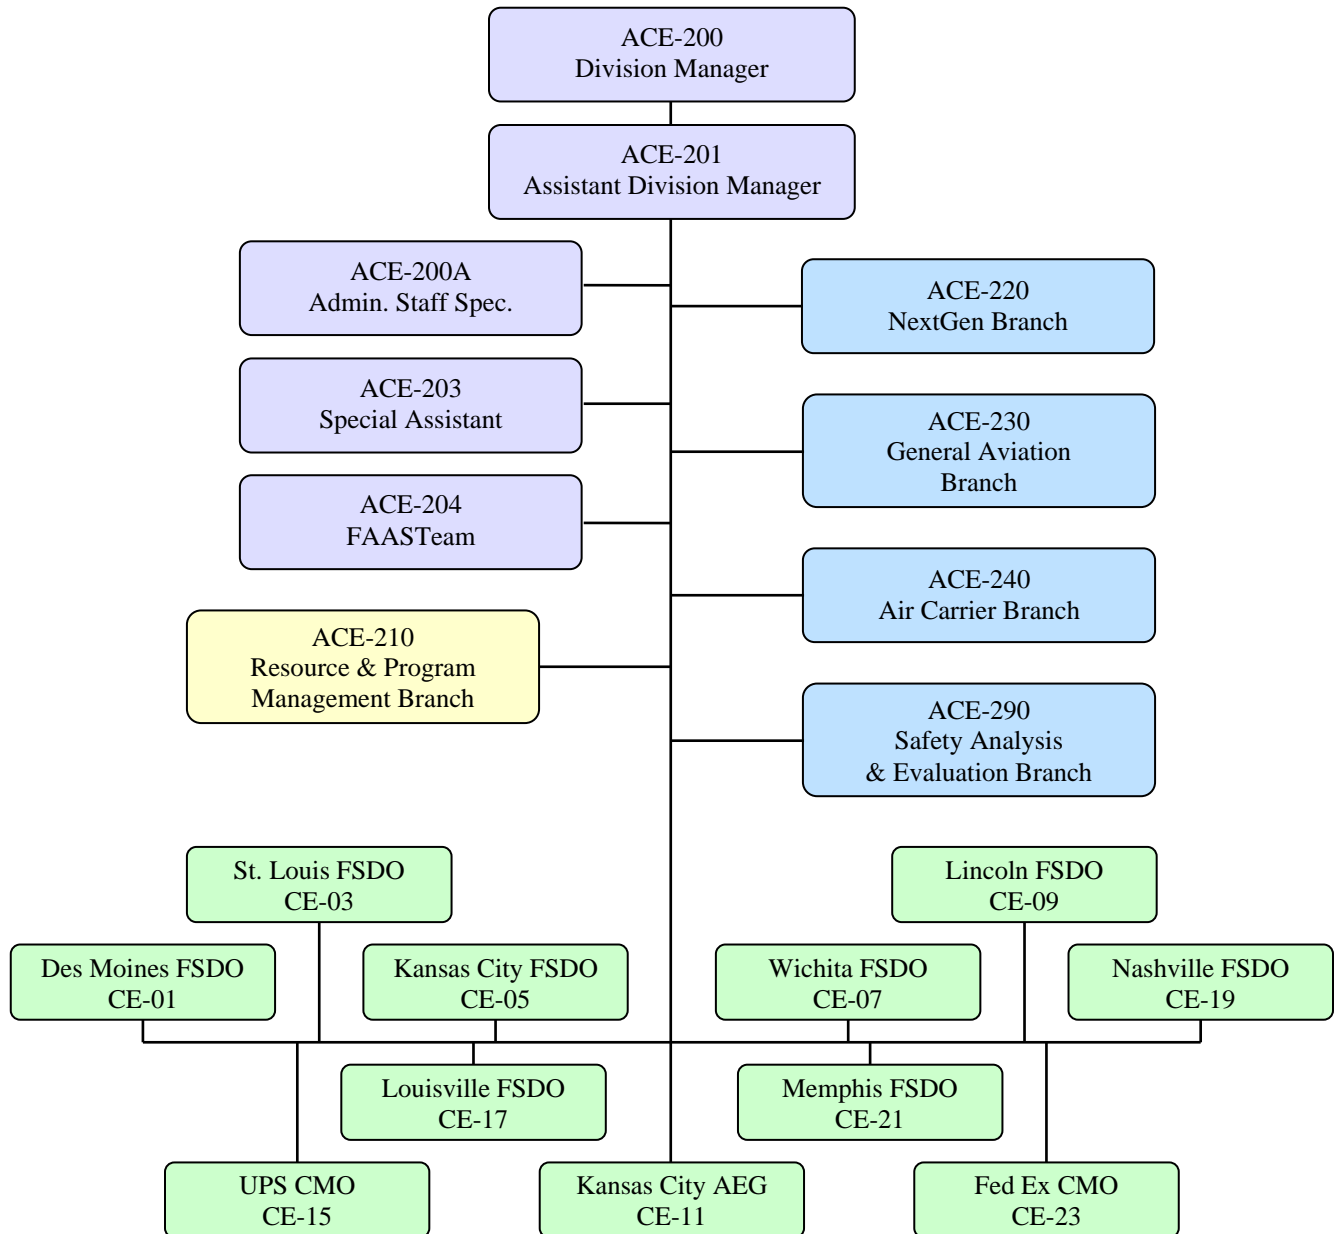 ACE-200
Division Manager
ACE-201
Assistant Division Manager
ACE-200A
Admin. Staff Spec.
ACE-220
NextGen Branch
ACE-203
Special Assistant
ACE-230
General Aviation
Branch
ACE-204
FAASTeam
ACE-240
Air Carrier Branch
ACE-210
Resource & Program
Management Branch
ACE-290
Safety Analysis
& Evaluation Branch
St. Louis FSDO
CE-03
Lincoln FSDO
CE-09
Des Moines FSDO
CE-01
Kansas City FSDO
CE-05
Wichita FSDO
CE-07
Nashville FSDO
CE-19
Louisville FSDO
CE-17
Memphis FSDO
CE-21
UPS CMO
CE-15
Kansas City AEG
CE-11
Fed Ex CMO
CE-23